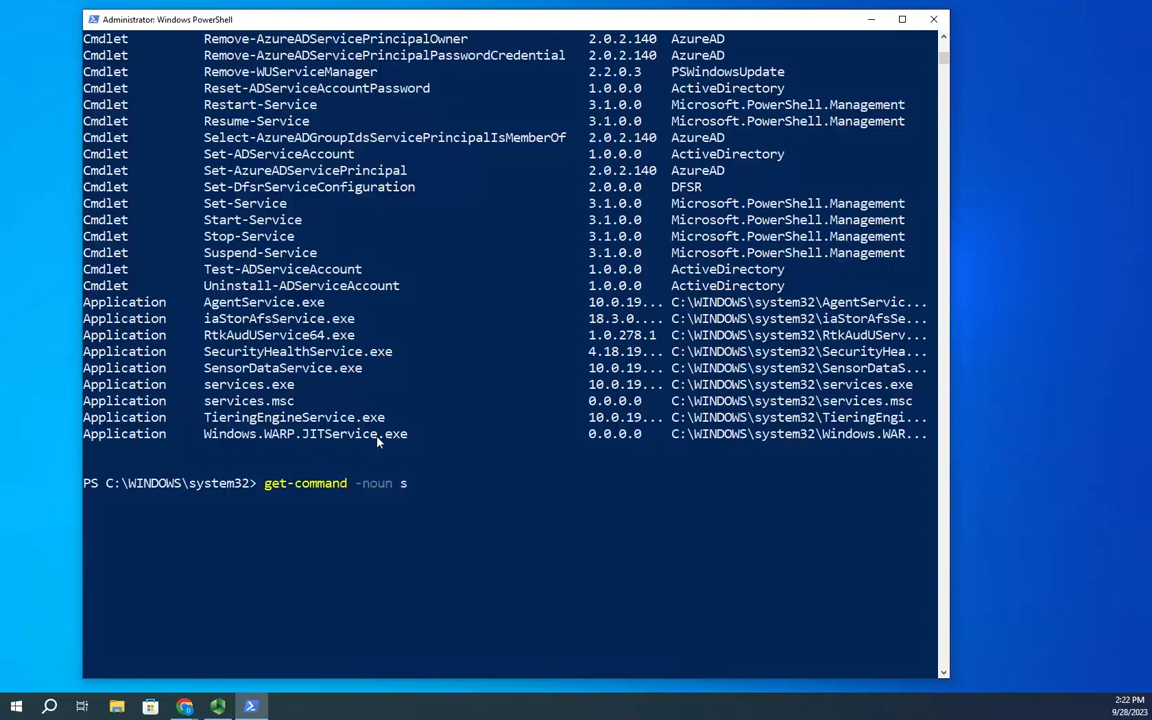 Administrator: Windows PowerShell
Cmdlet Remove-AzureADServicePrincipalOwner 2.0.2.140 AzureAD
Cmdlet Remove-AzureADServicePrincipalPasswordCredential 2.0.2.140 AzureAD
Cmdlet Remove-WUServiceManager 2.2.0.3 PSWindowsUpdate
Cmdlet Reset-ADServiceAccountPassword 1.0.0.0 ActiveDirectory
Cmdlet Restart-Service 3.1.0.0 Microsoft.PowerShell.Management
Cmdlet Resume-Service 3.1.0.0 Microsoft.PowerShell.Management
Cmdlet Select-AzureADGroupIdsServicePrincipalIsMemberOf 2.0.2.140 AzureAD
Cmdlet Set-ADServiceAccount 1.0.0.0 ActiveDirectory
Cmdlet Set-AzureADServicePrincipal 2.0.2.140 AzureAD
Cmdlet Set-DfsrServiceConfiguration 2.0.0.0 DFSR
Cmdlet Set-Service 3.1.0.0 Microsoft.PowerShell.Management
Cmdlet Start-Service 3.1.0.0 Microsoft.PowerShell.Management
Cmdlet Stop-Service 3.1.0.0 Microsoft.PowerShell.Management
Cmdlet Suspend-Service 3.1.0.0 Microsoft.PowerShell.Management
Cmdlet Test-ADServiceAccount 1.0.0.0 ActiveDirectory
Cmdlet Uninstall-ADServiceAccount 1.0.0.0 ActiveDirectory
Application AgentService.exe 10.0.19... C:\WINDOWS\system32\AgentServic...
Application iaStorAfsService.exe 18.3.0.... C:\WINDOWS\system32\iaStorAfsSe...
Application RtkAudUService64.exe 1.0.278.1 C:\WINDOWS\system32\RtkAudUServ...
Application SecurityHealthService.exe 4.18.19... C:\WINDOWS\system32\SecurityHea...
Application SensorDataService.exe 10.0.19... C:\WINDOWS\system32\SensorDataS...
Application services.exe 10.0.19... C:\WINDOWS\system32\services.exe
Application services.msc 0.0.0.0 C:\WINDOWS\system32\services.msc
Application TieringEngineService.exe 10.0.19... C:\WINDOWS\system32\TieringEngi...
Application Windows.WARP.JITService.exe 0.0.0.0 C:\WINDOWS\system32\Windows.WAR...
PS C:\WINDOWS\system32> get-command -noun s
2:22 PM
9/28/2023